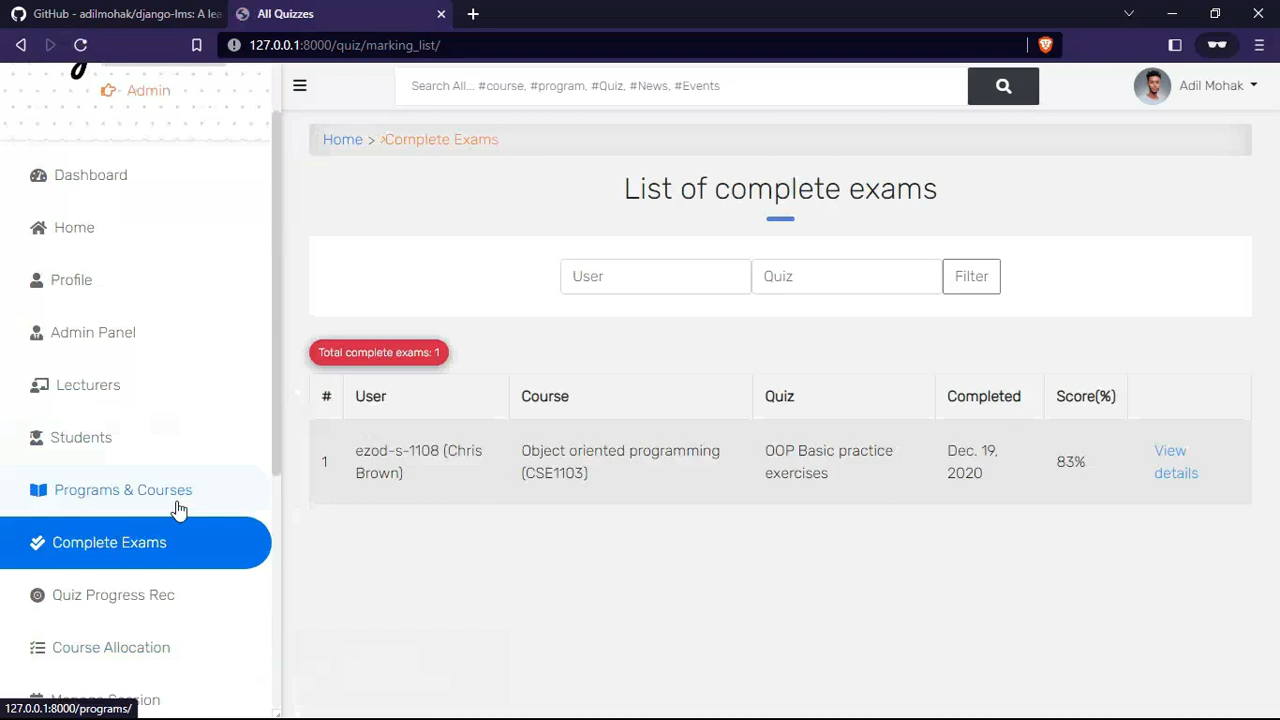 GitHub - adilmohak/django-lms: A lea
All Quizzes
127.0.0.1:8000/quiz/marking_list/
Admin
Search All... #course, #program, #Quiz, #News, #Events
Adil Mohak
Home > >Complete Exams
Dashboard
Home
Profile
Admin Panel
Lecturers
Students
Programs & Courses
Complete Exams
Quiz Progress Rec
Course Allocation
Manage Session
127.0.0.1:8000/programs/
List of complete exams
User
Quiz
Filter
Total complete exams: 1
# User Course Quiz Completed Score(%)
1 ezod-s-1108 (Chris Brown) Object oriented programming (CSE1103) OOP Basic practice exercises Dec. 19, 2020 83% View details